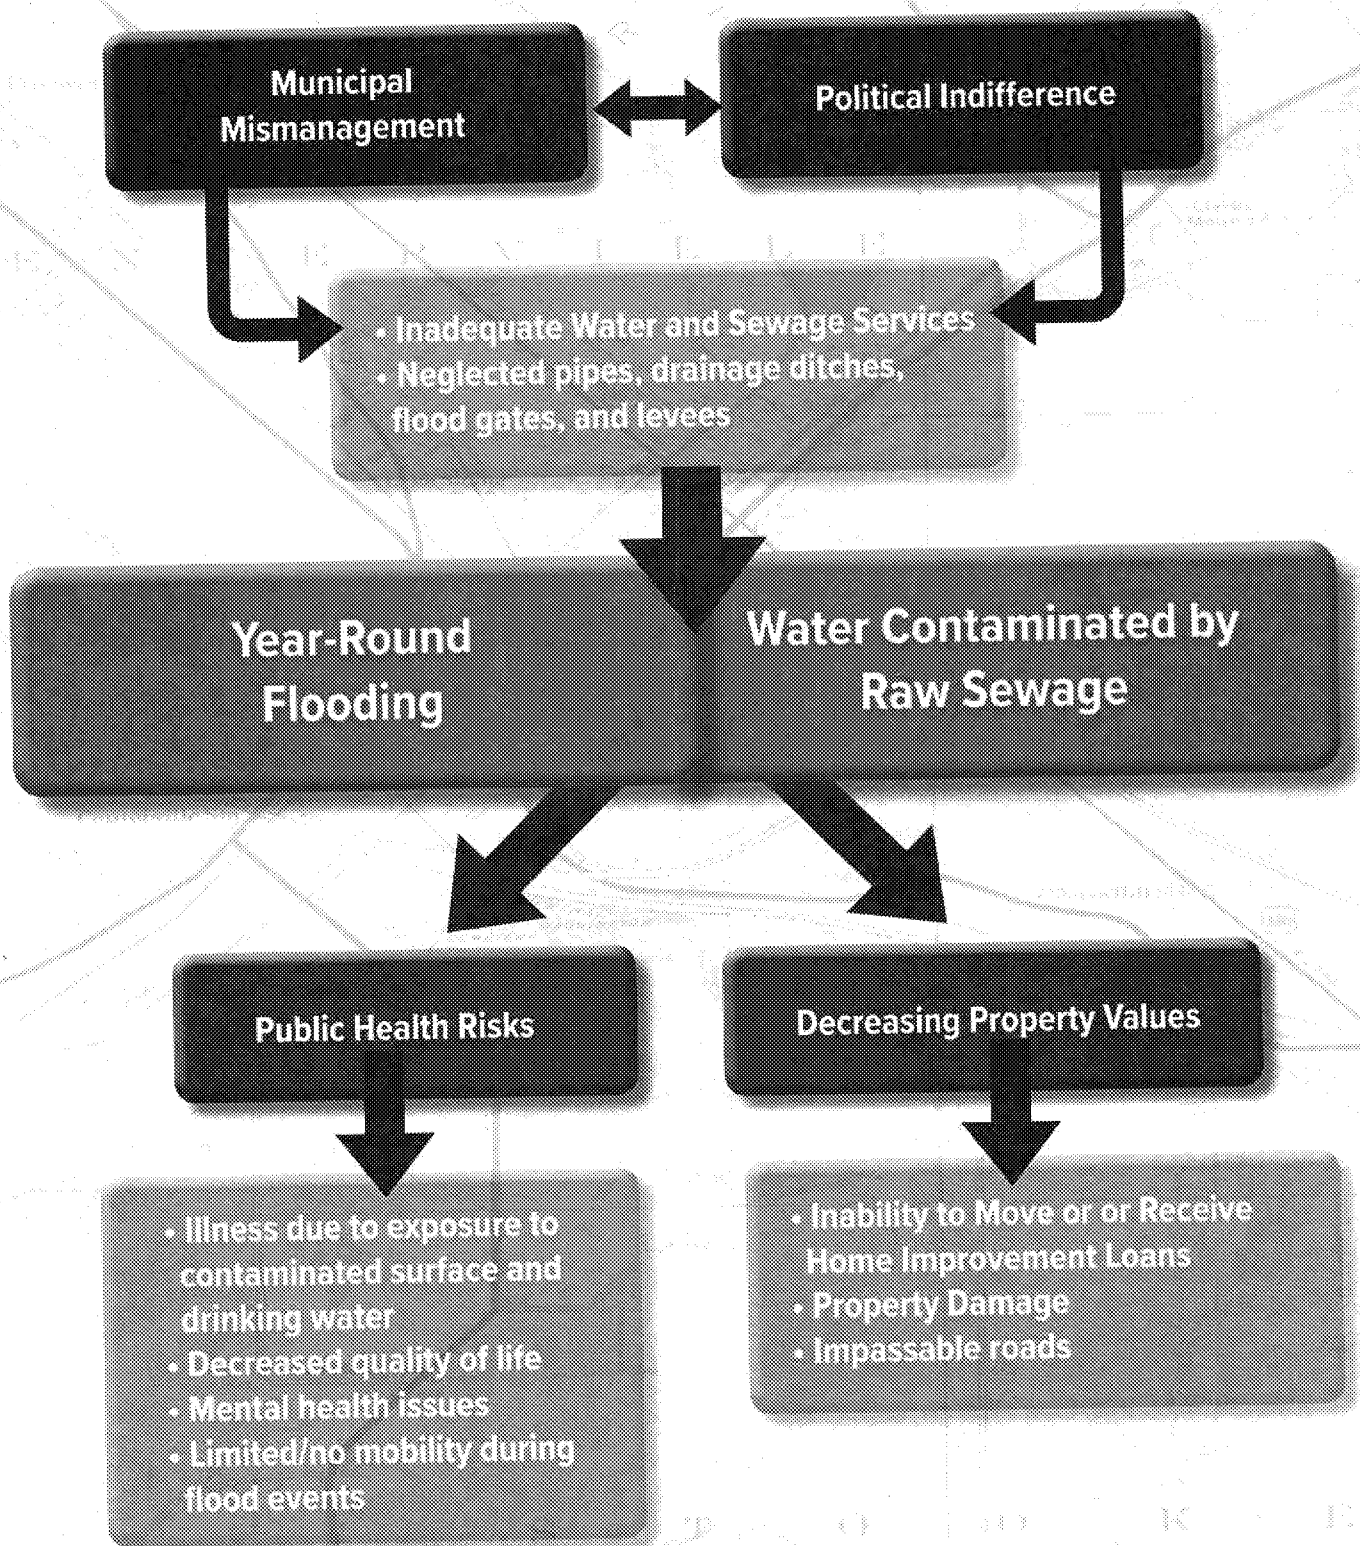 Municipal
Mismanagement
Political Indifference
• Inadequate Water and Sewage Services
• Neglected pipes, drainage ditches,
flood gates, and levees
Year-Round
Flooding
Water Contaminated by
Raw Sewage
Public Health Risks
Decreasing Property Values
• Illness due to exposure to
contaminated surface and
drinking water
• Decreased quality of life
• Mental health issues
• Limited/no mobility during
flood events
• Inability to Move or or Receive
Home Improvement Loans
• Property Damage
• Impassable roads